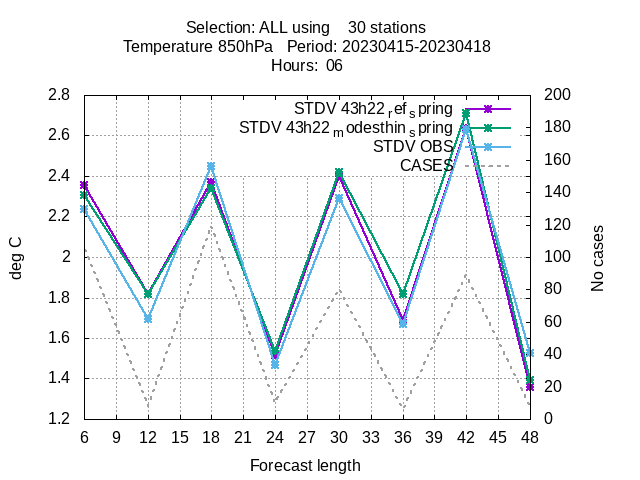 Selection: ALL using 30 stations
Temperature 850hPa Period: 20230415-20230418
Hours: 06
STDV 43h22 ref spring
STDV 43h22 modesthin spring
STDV OBS
CASES
2.8
2.6
2.4
2.2
2
1.8
1.6
1.4
1.2
deg C
200
180
160
140
120
100
80
60
40
20
0
No cases
6 9 12 15 18 21 24 27 30 33 36 39 42 45 48
Forecast length